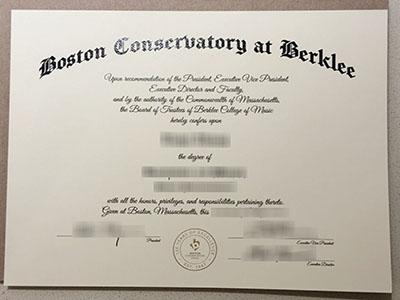 Boston Conservatory at Berklee
Upon recommendation of the President, Executive Vice President,
Executive Director and Faculty,
and by the authority of the Commonwealth of Massachusetts,
the Board of Trustees of Berklee College of Music
hereby confers upon
the degree of
with all the honors, privileges, and responsibilities pertaining thereto.
Given at Boston, Massachusetts, this
President
Executive Vice President
Executive Director